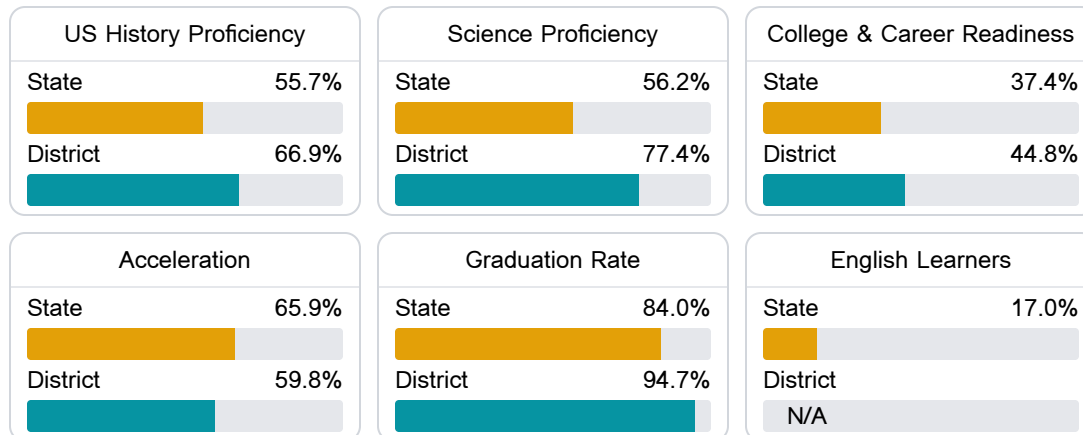 US History Proficiency
State 55.7%
District 66.9%
Science Proficiency
State 56.2%
District 77.4%
College & Career Readiness
State 37.4%
District 44.8%
Acceleration
State 65.9%
District 59.8%
Graduation Rate
State 84.0%
District 94.7%
English Learners
State 17.0%
District
N/A